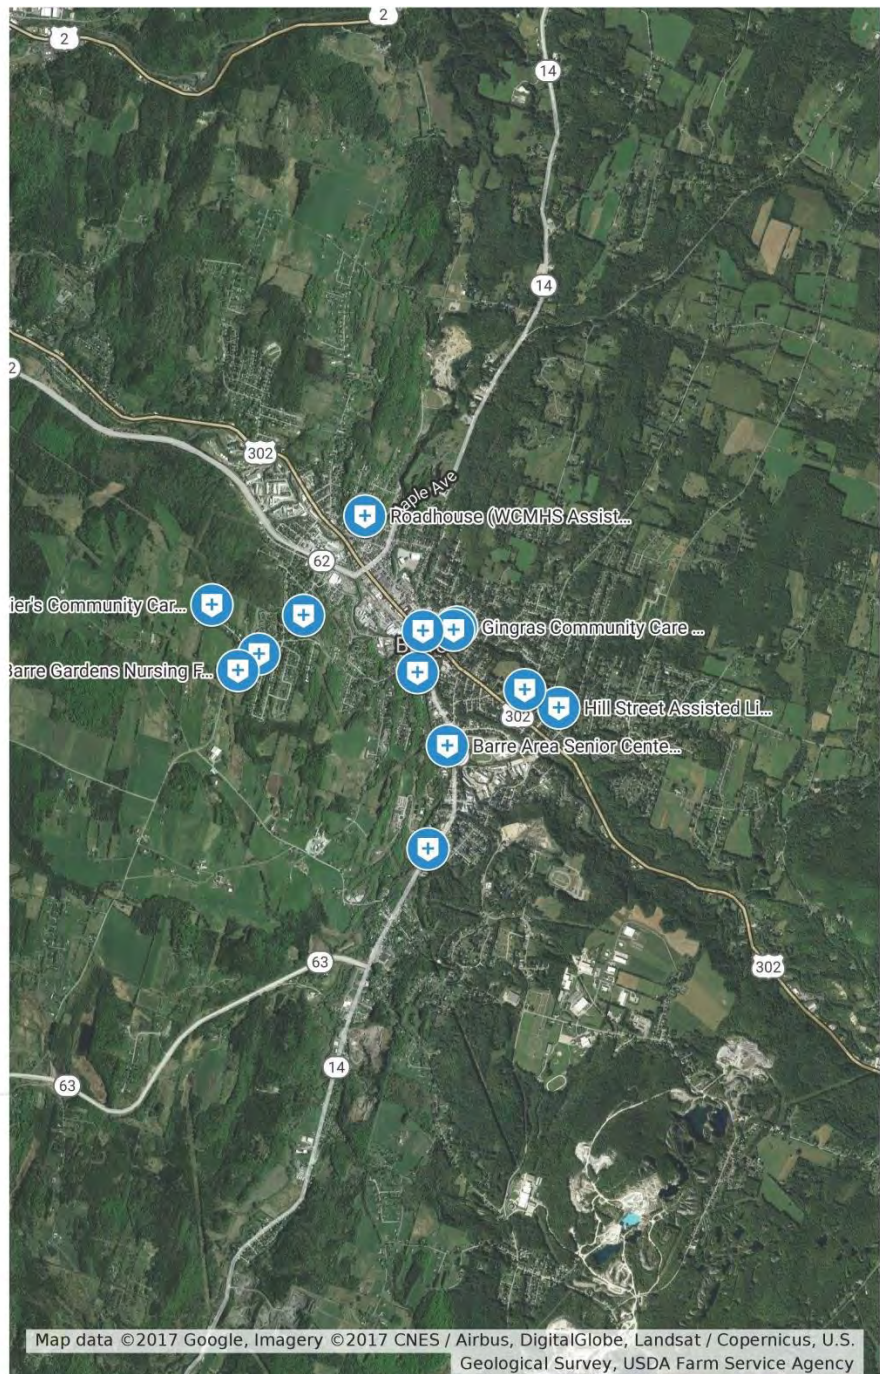 2
2
14
14
2
302
aple Ave
Roadhouse (WCMHS Assist...
62
ier's Community Car...
Gingras Community Care ...
B
Barre Gardens Nursing F...
302
Hill Street Assisted Li...
Barre Area Senior Cente...
63
302
14
63
Map data ©2017 Google, Imagery ©2017 CNES / Airbus, DigitalGlobe, Landsat / Copernicus, U.S.
Geological Survey, USDA Farm Service Agency